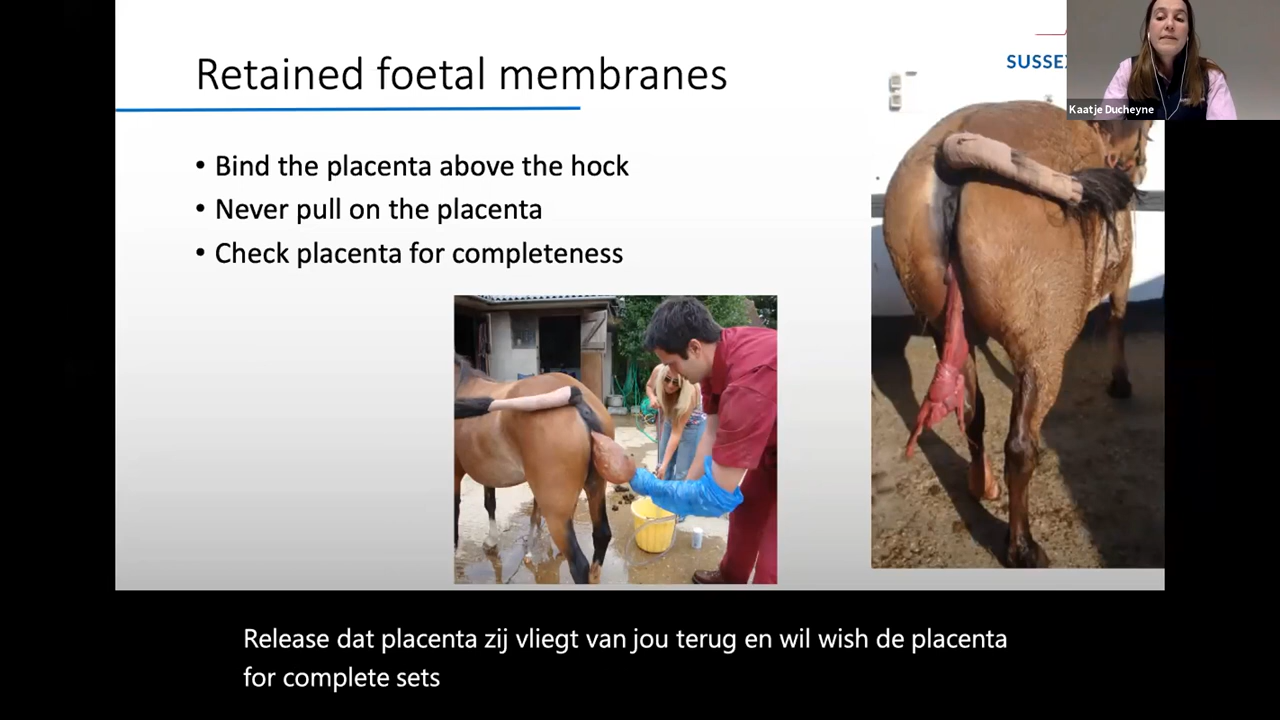 Retained foetal membranes
SUSSE
Kaatje Ducheyne
• Bind the placenta above the hock
• Never pull on the placenta
• Check placenta for completeness
Release dat placenta zij vliegt van jou terug en wil wish de placenta
for complete sets